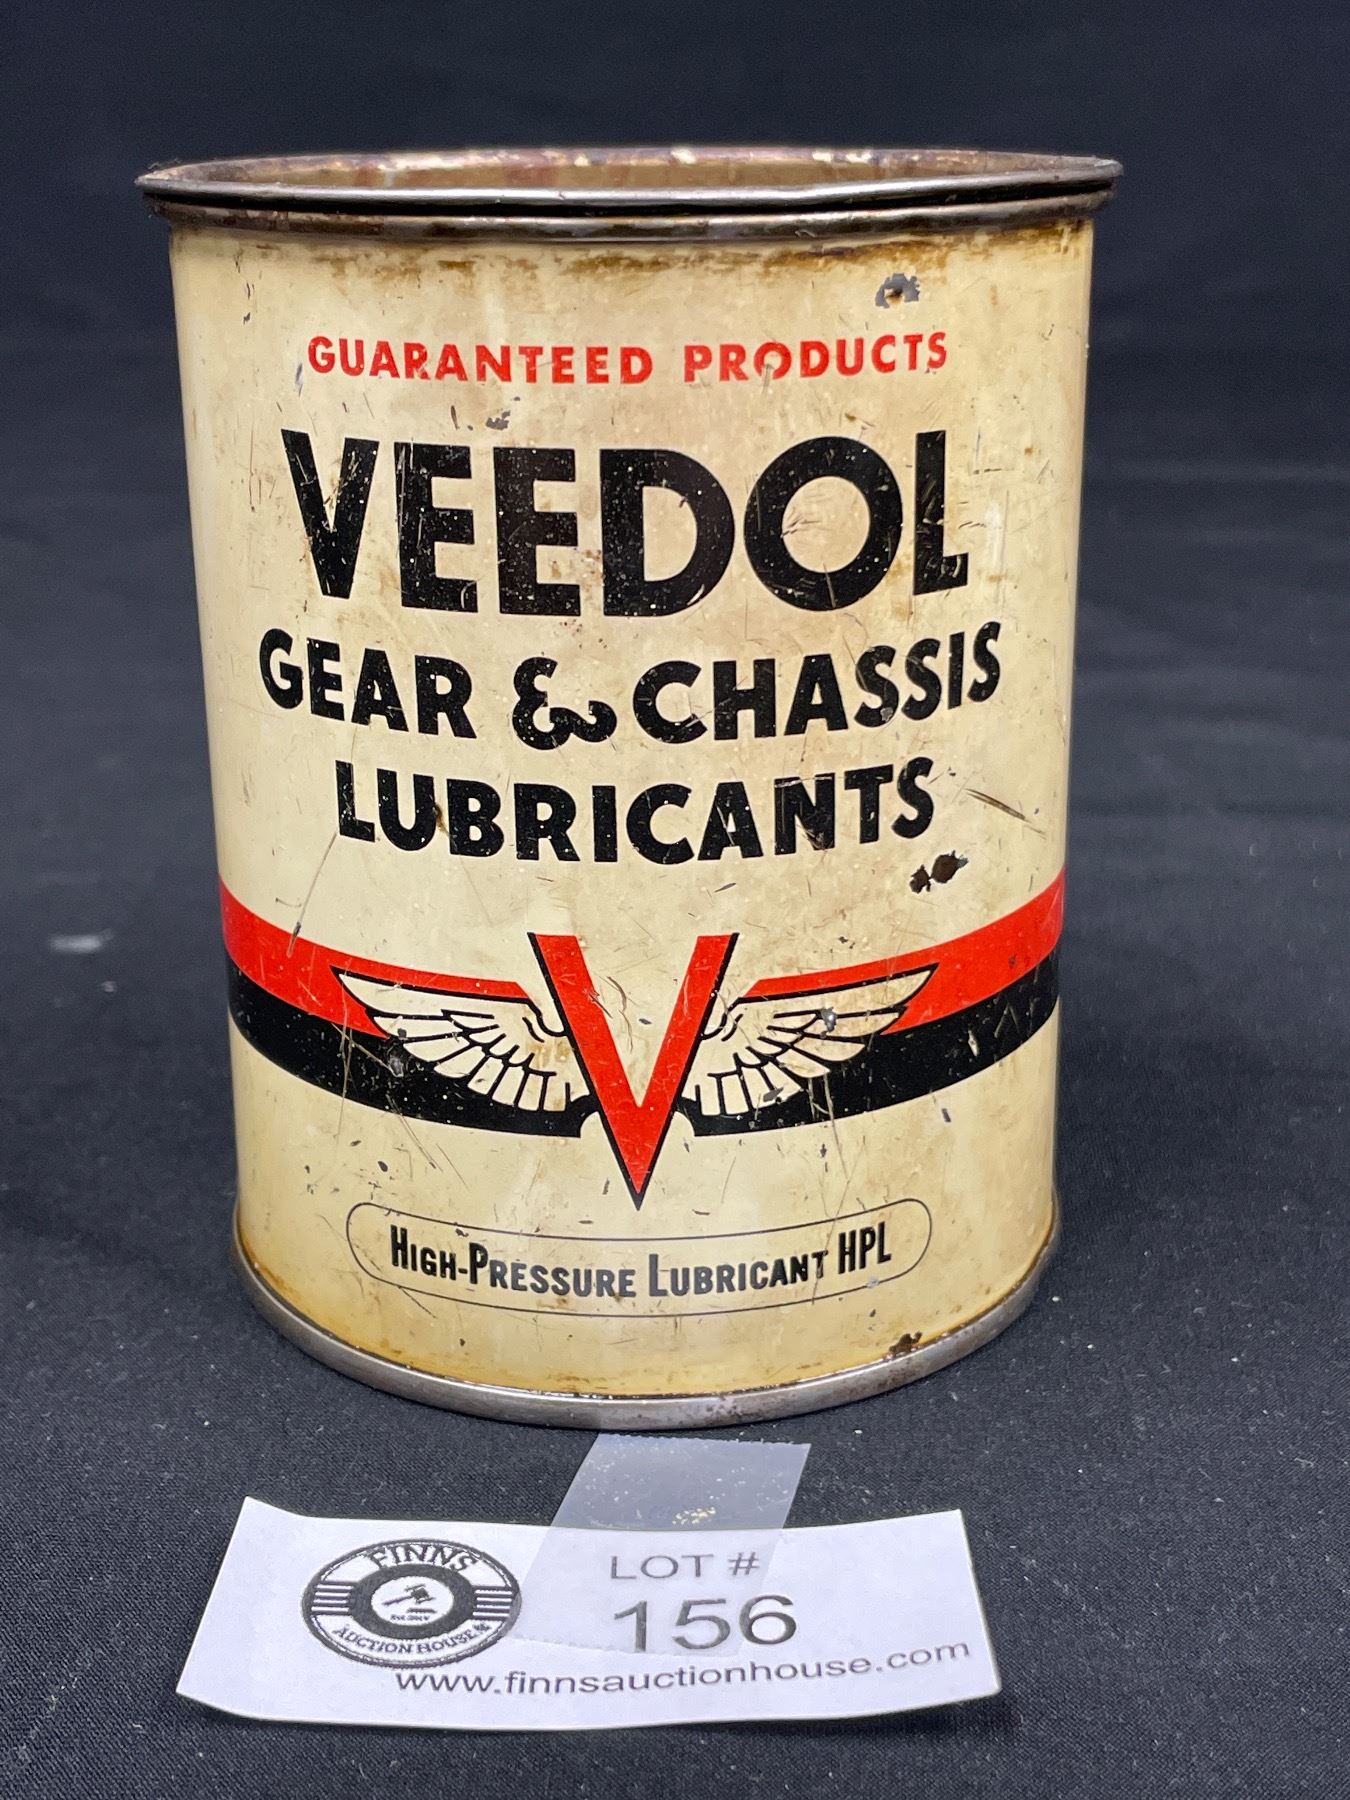 GUARANTEED PRODUCTS
VEEDOL
GEAR & CHASSIS
LUBRICANTS
V
HIGH-PRESSURE LUBRICANT HPL
FINNS
AUCTION HOUSE
LOT #
156
www.finnsauctionhouse.com